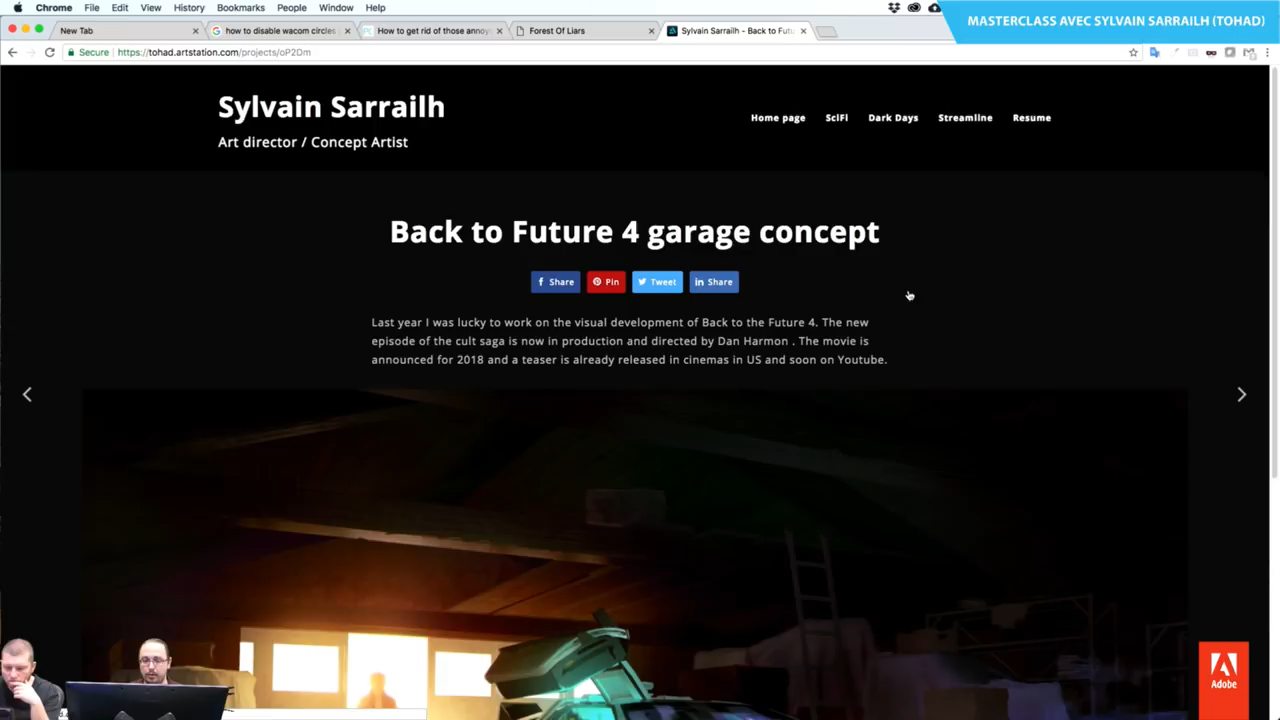 Chrome File Edit View History Bookmarks People Window Help
MASTERCLASS AVEC SYLVAIN SARRAILH (TOHAD)
New Tab
how to disable wacom circles
How to get rid of those annoy
Forest Of Liars
Sylvain Sarrailh - Back to Futu
Secure https://tohad.artstation.com/projects/oP2Dm
Sylvain Sarrailh
Art director / Concept Artist
Home page SciFi Dark Days Streamline Resume
Back to Future 4 garage concept
Share Pin Tweet Share
Last year I was lucky to work on the visual development of Back to the Future 4. The new
episode of the cult saga is now in production and directed by Dan Harmon . The movie is
announced for 2018 and a teaser is already released in cinemas in US and soon on Youtube.
Adobe